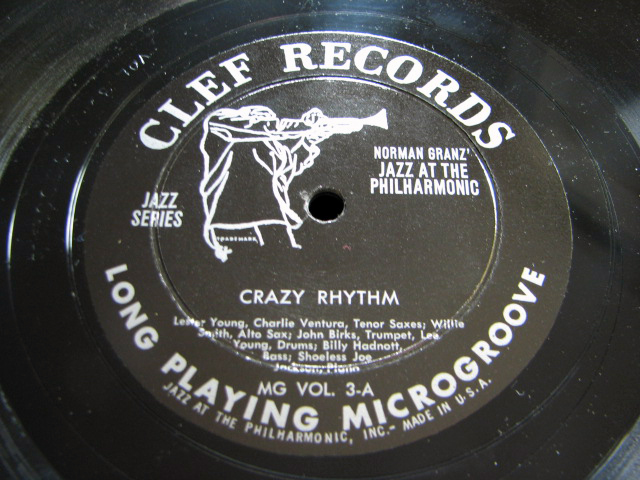 CLEF RECORDS
NORMAN GRANZ'
JAZZ AT THE
PHILHARMONIC
JAZZ
SERIES
TRADEMARK
CRAZY RHYTHM
Lester Young, Charlie Ventura, Tenor Saxes; Willie
Smith, Alto Sax; John Birks, Trumpet, Lee
Young, Drums; Billy Hadnott,
Bass; Shoeless Joe
Jackson, Piano
MG VOL. 3-A
LONG PLAYING MICROGROOVE
JAZZ AT THE PHILHARMONIC, INC.- MADE IN U.S.A.